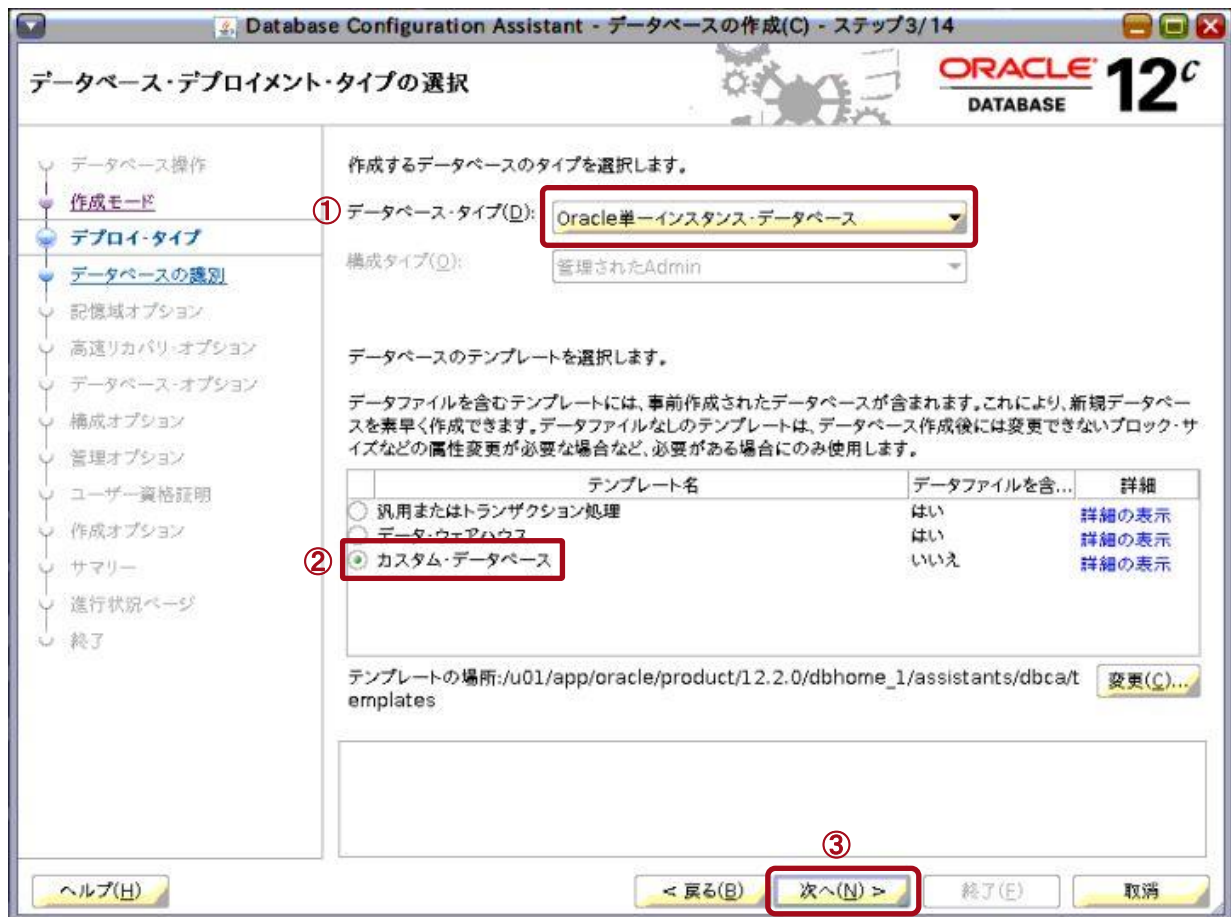 Database Configuration Assistant - データベースの作成(C) - ステップ3/14
データベース・デプロイメント・タイプの選択
ORACLE
DATABASE
12c
データベース操作
作成モード
デプロイ・タイプ
データベースの識別
記憶域オプション
高速リカバリ・オプション
データベース・オプション
構成オプション
管理オプション
ユーザー資格証明
作成オプション
サマリー
進行状況ページ
終了
作成するデータベースのタイプを選択します。
① データベース・タイプ(D): Oracle単一インスタンス・データベース
構成タイプ(O): 管理されたAdmin
データベースのテンプレートを選択します。
データファイルを含むテンプレートには、事前作成されたデータベースが含まれます。これにより、新規データベー
スを素早く作成できます。データファイルなしのテンプレートは、データベース作成後には変更できないブロック・サ
イズなどの属性変更が必要な場合など、必要がある場合にのみ使用します。
テンプレート名 データファイルを含... 詳細
汎用またはトランザクション処理 はい 詳細の表示
データ・ウェアハウス はい 詳細の表示
② カスタム・データベース いいえ 詳細の表示
テンプレートの場所:/u01/app/oracle/product/12.2.0/dbhome_1/assistants/dbca/t
emplates
変更(C)...
③
ヘルプ(H) < 戻る(B) 次へ(N) > 終了(F) 取消